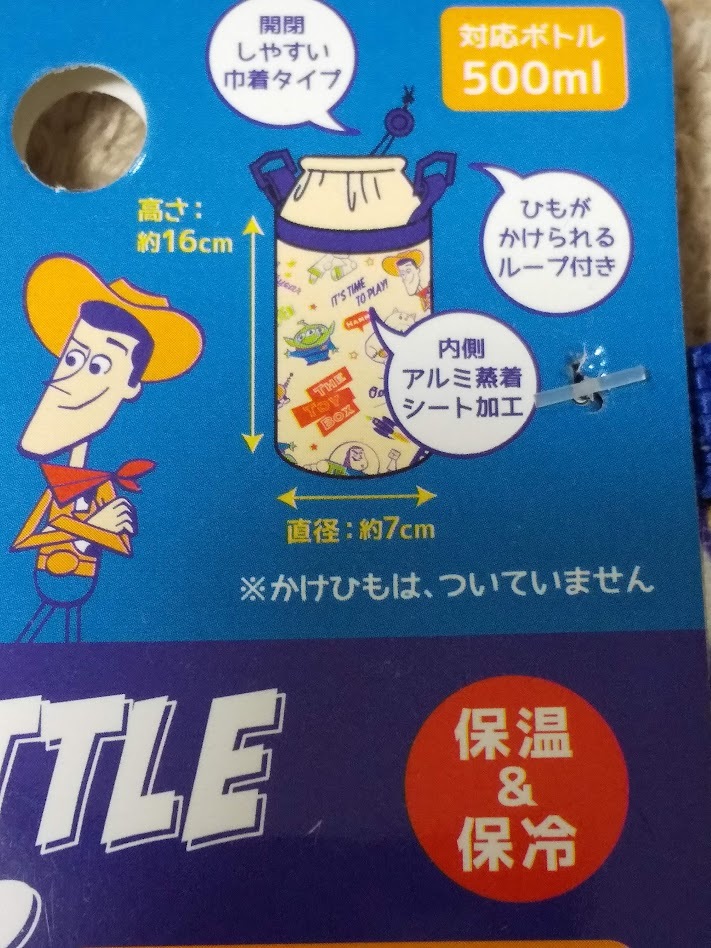 開閉
しやすい
巾着タイプ
対応ボトル
500ml
高さ：
約16cm
ひもが
かけられる
ループ付き
IT'S TIME
TO PLAY!
内側
アルミ蒸着
シート加工
THE
TOY
BOX
直径：約7cm
※かけひもは、ついていません
TTLE
保温
&
保冷